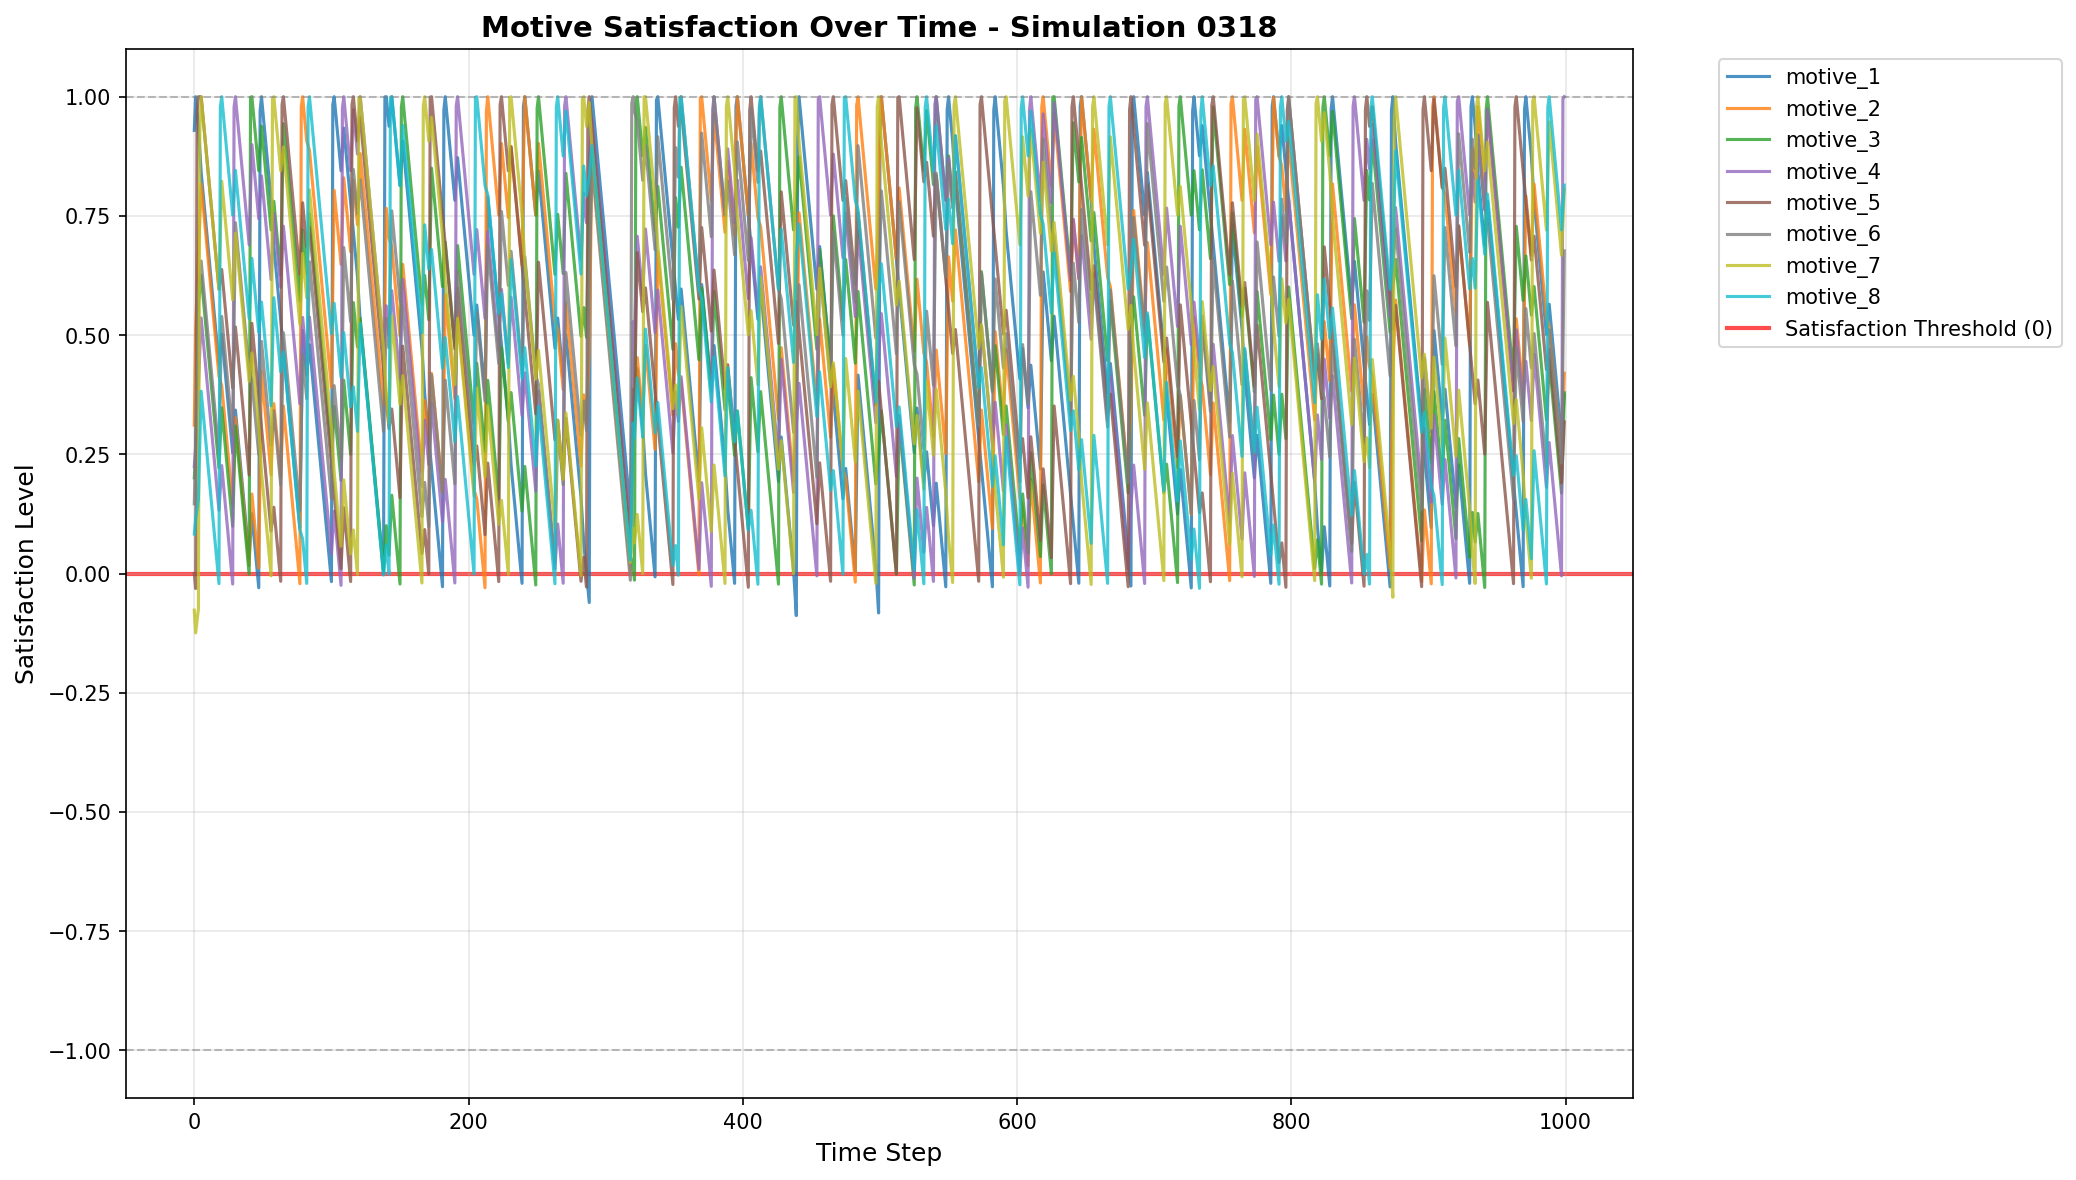 Motive Satisfaction Over Time - Simulation 0318
1.00
0.75
0.50
0.25
0.00
−0.25
−0.50
−0.75
−1.00
Satisfaction Level
0
200
400
600
800
1000
Time Step
motive_1
motive_2
motive_3
motive_4
motive_5
motive_6
motive_7
motive_8
Satisfaction Threshold (0)